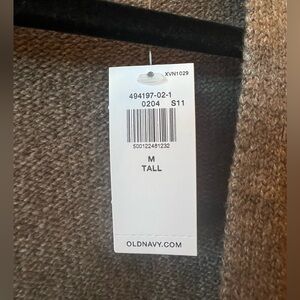 XVN1029
494197-02-1
0204 S11
500122481232
M
TALL
OLDNAVY.COM